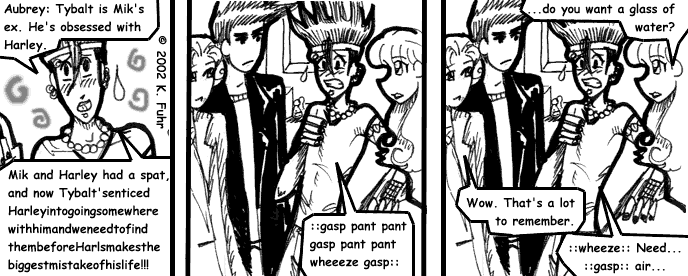 Aubrey: Tybalt is Mik's
ex. He's obsessed with
Harley.
© 2002 K. Fuhr
Mik and Harley had a spat,
and now Tybalt'senticed
Harleyintogoingsomewhere
withhimandweneedtofind
thembeforeHarlsmakesthe
biggestmistakeofhislife!!!
::gasp pant pant
gasp pant pant
wheeeze gasp::
...do you want a glass of
water?
Wow. That's a lot
to remember.
::wheeze:: Need...
::gasp:: air...